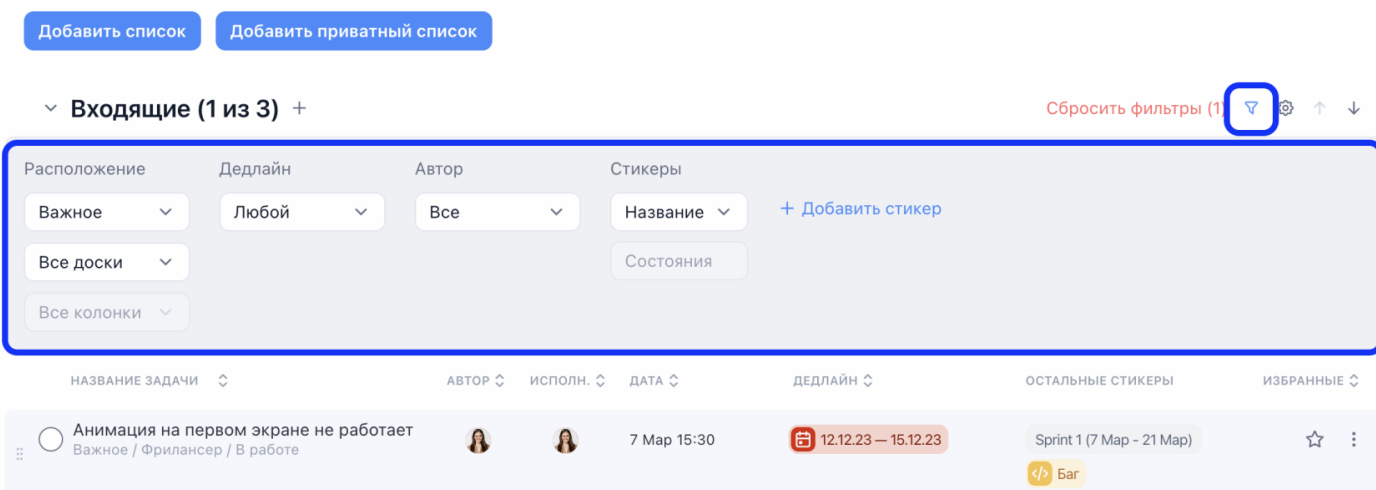 Добавить список Добавить приватный список
Входящие (1 из 3) +
Сбросить фильтры (1)
Расположение Дедлайн Автор Стикеры
Важное Любой Все Название + Добавить стикер
Все доски Состояния
Все колонки
НАЗВАНИЕ ЗАДАЧИ АВТОР ИСПОЛН. ДАТА ДЕДЛАЙН ОСТАЛЬНЫЕ СТИКЕРЫ ИЗБРАННЫЕ
Анимация на первом экране не работает 7 Мар 15:30 12.12.23 — 15.12.23 Sprint 1 (7 Мар - 21 Мар)
Важное / Фрилансер / В работе
</> Баг